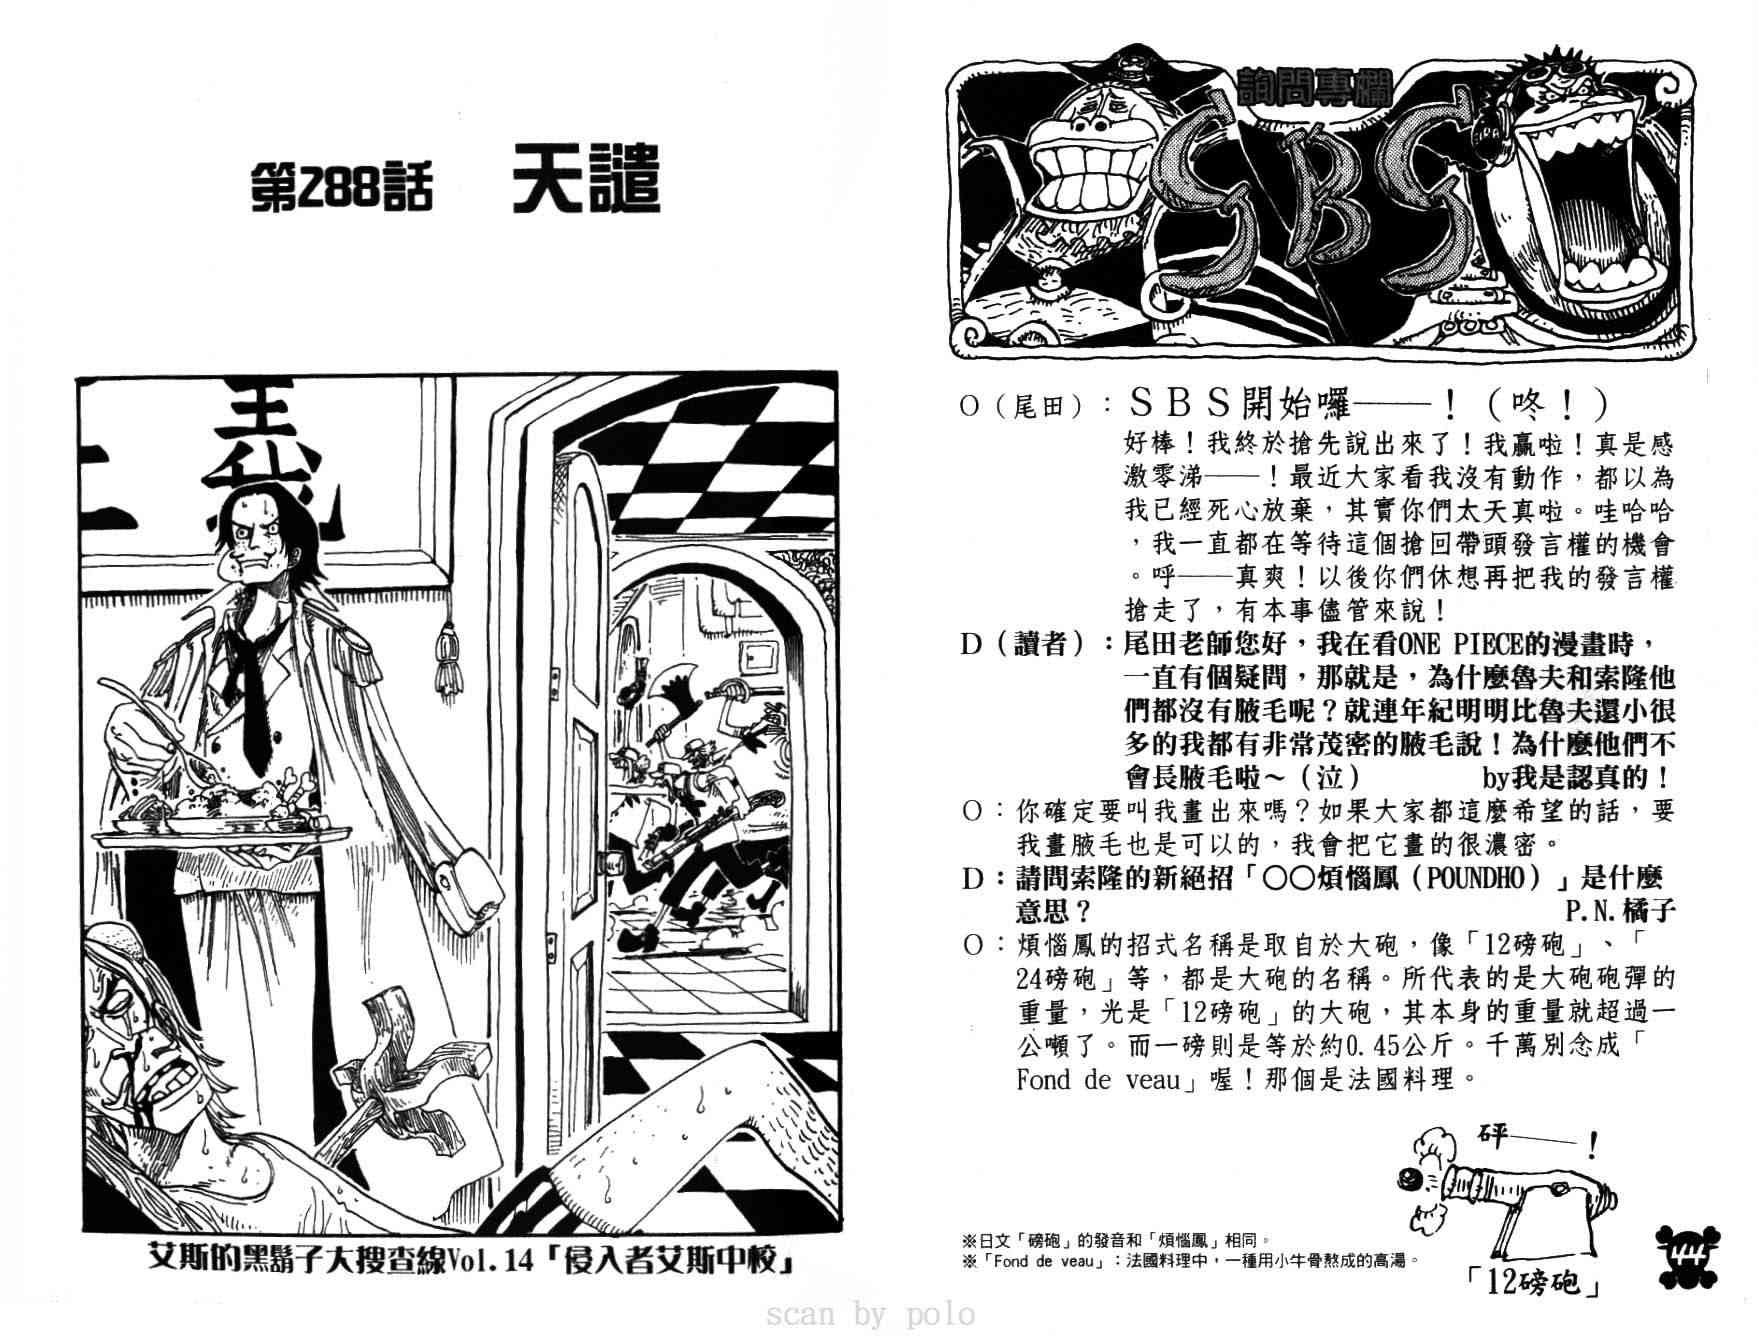 詢問專欄
SBS
O（尾田）：ＳＢＳ開始囉——！（咚！）
好棒！我終於搶先說出來了！我贏啦！真是感
激零涕——！最近大家看我沒有動作，都以為
我已經死心放棄，其實你們太天真啦。哇哈哈
，我一直都在等待這個搶回帶頭發言權的機會
。呼——真爽！以後你們休想再把我的發言權
搶走了，有本事儘管來說！
D（讀者）：尾田老師您好，我在看ONE PIECE的漫畫時，
一直有個疑問，那就是，為什麼魯夫和索隆他
們都沒有腋毛呢？就連年紀明明比魯夫還小很
多的我都有非常茂密的腋毛說！為什麼他們不
會長腋毛啦～（泣） by我是認真的！
O：你確定要叫我畫出來嗎？如果大家都這麼希望的話，要
我畫腋毛也是可以的，我會把它畫的很濃密。
D：請問索隆的新絕招「〇〇煩惱鳳（POUNDHO）」是什麼
意思？ P.N.橘子
O：煩惱鳳的招式名稱是取自於大砲，像「12磅砲」、「
24磅砲」等，都是大砲的名稱。所代表的是大砲砲彈的
重量，光是「12磅砲」的大砲，其本身的重量就超過一
公噸了。而一磅則是等於約0.45公斤。千萬別念成「
Fond de veau」喔！那個是法國料理。
砰——！
「12磅砲」
※日文「磅砲」的發音和「煩惱鳳」相同。
※「Fond de veau」：法國料理中，一種用小牛骨熬成的高湯。
第288話 天譴
艾斯的黑鬍子大搜查線Vol.14「侵入者艾斯中校」
scan by polo